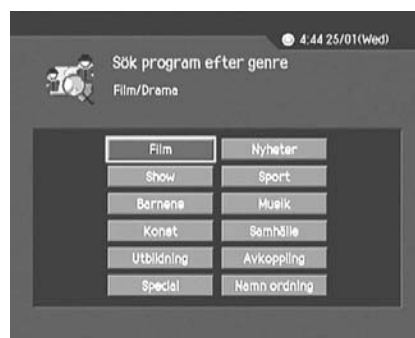 4:44 25/01(Wed)
Sök program efter genre
Film/Drama
Film Nyheter
Show Sport
Barnens Musik
Konst Samhälle
Utbildning Avkoppling
Special Namn ordning